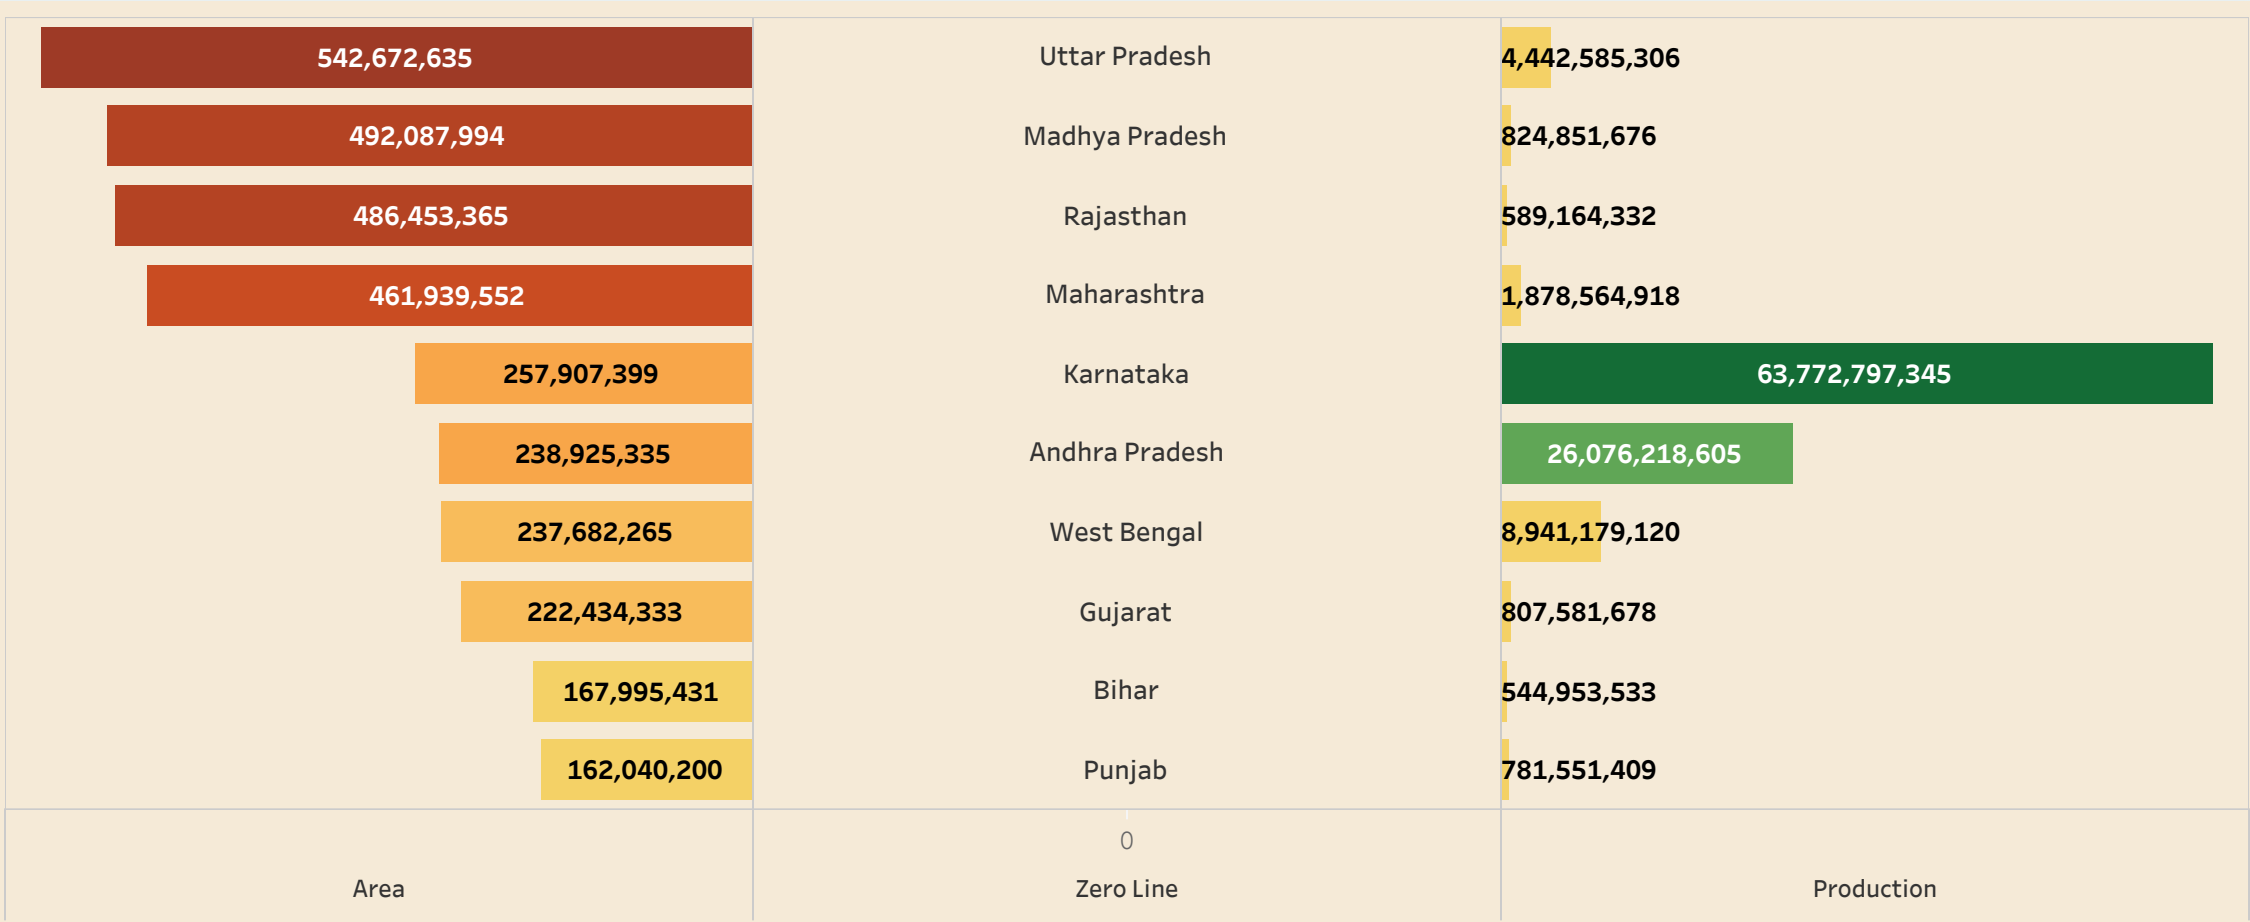 542,672,635 Uttar Pradesh 4,442,585,306
492,087,994 Madhya Pradesh 824,851,676
486,453,365 Rajasthan 589,164,332
461,939,552 Maharashtra 1,878,564,918
257,907,399 Karnataka 63,772,797,345
238,925,335 Andhra Pradesh 26,076,218,605
237,682,265 West Bengal 8,941,179,120
222,434,333 Gujarat 807,581,678
167,995,431 Bihar 544,953,533
162,040,200 Punjab 781,551,409
0
Area Zero Line Production